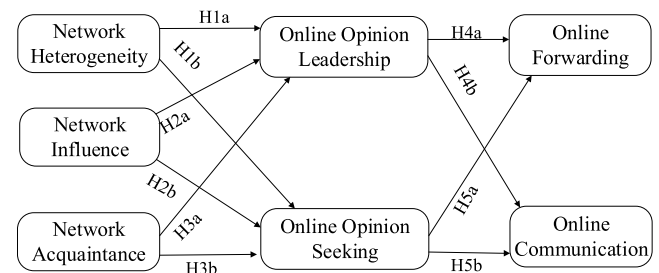 Network
Heterogeneity
H1a
H1b
Online Opinion
Leadership
H4a
H4b
Online
Forwarding
Network
Influence
H2a
H2b
Network
Acquaintance
H3a
H3b
Online Opinion
Seeking
H5a
H5b
Online
Communication